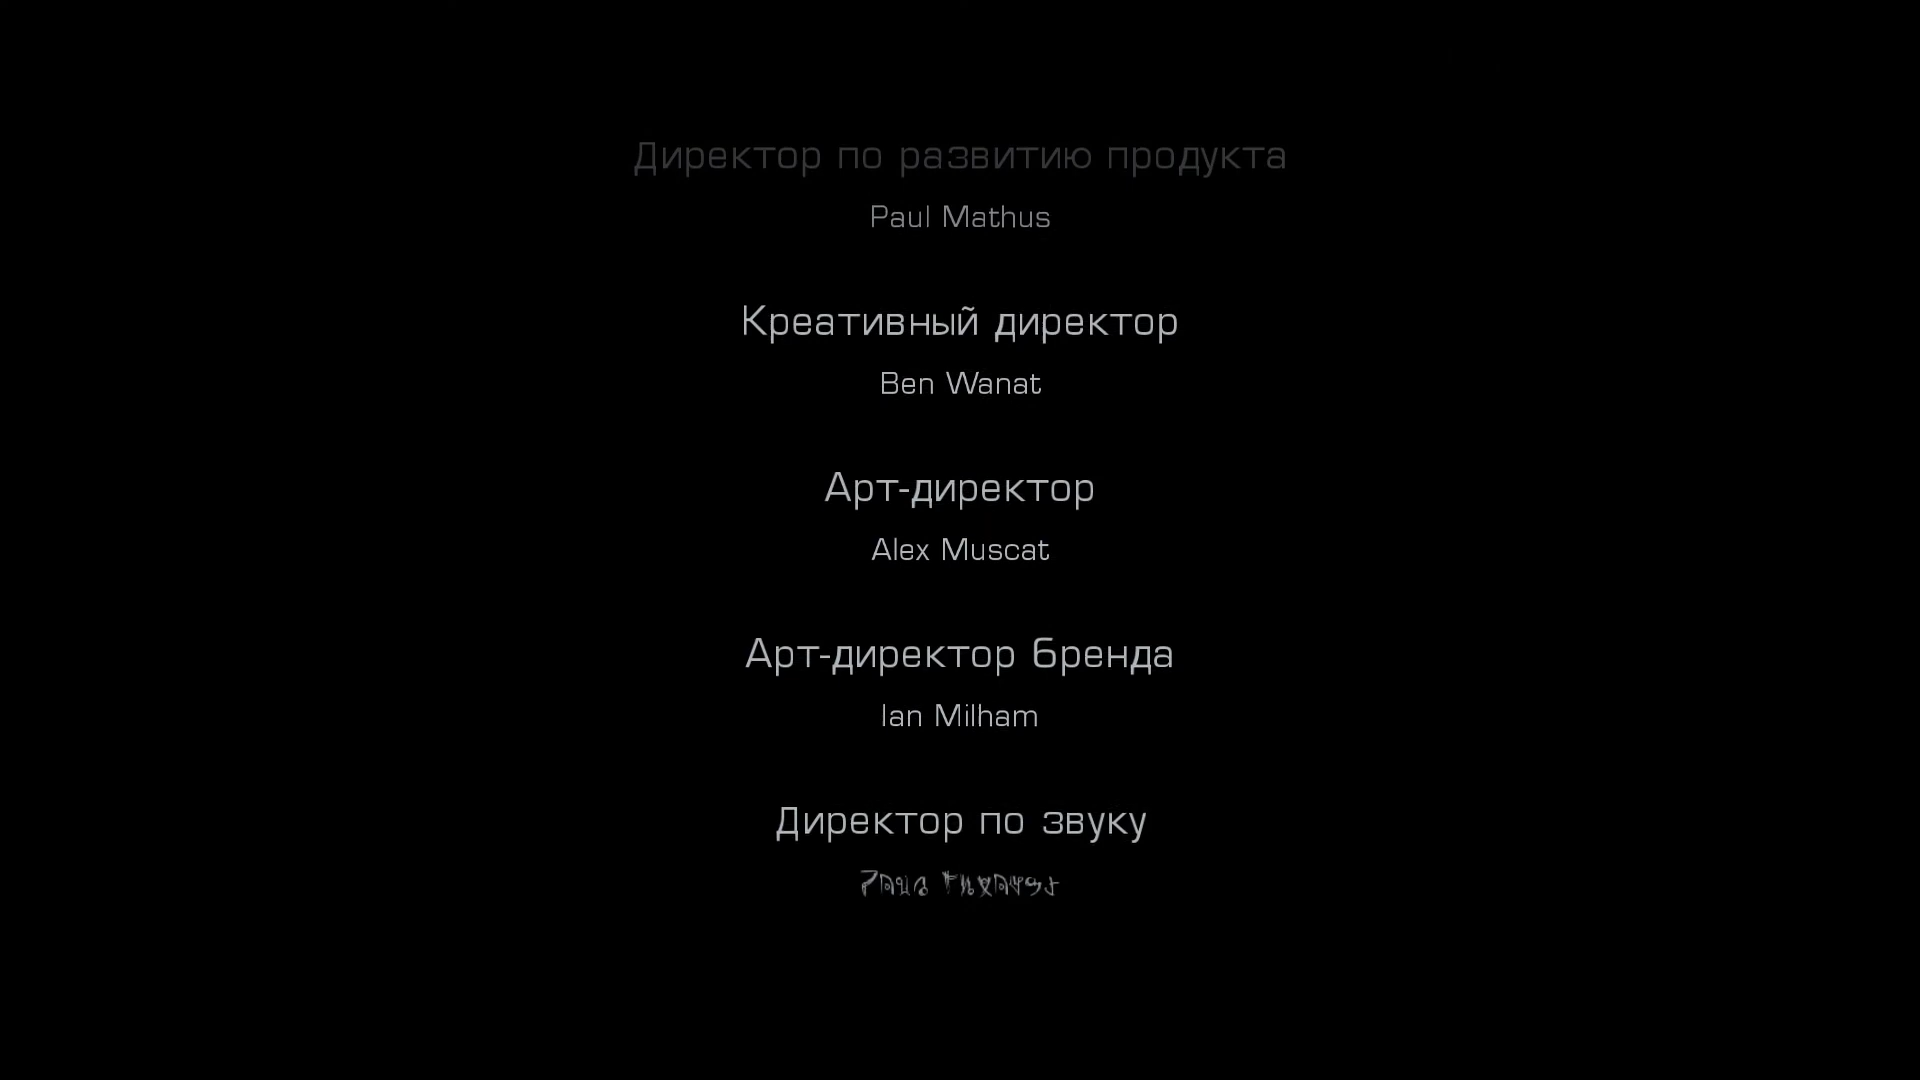 Директор по развитию продукта
Paul Mathus
Креативный директор
Ben Wanat
Арт-директор
Alex Muscat
Арт-директор бренда
Ian Milham
Директор по звуку